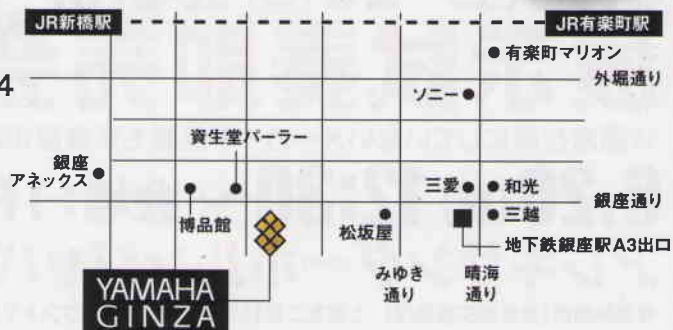 JR新橋駅
JR有楽町駅
有楽町マリオン
4
外堀通り
ソニー
資生堂パーラー
銀座
アネックス
三愛
和光
銀座通り
博品館
松坂屋
三越
地下鉄銀座駅A3出口
みゆき
通り
晴海
通り
YAMAHA
GINZA